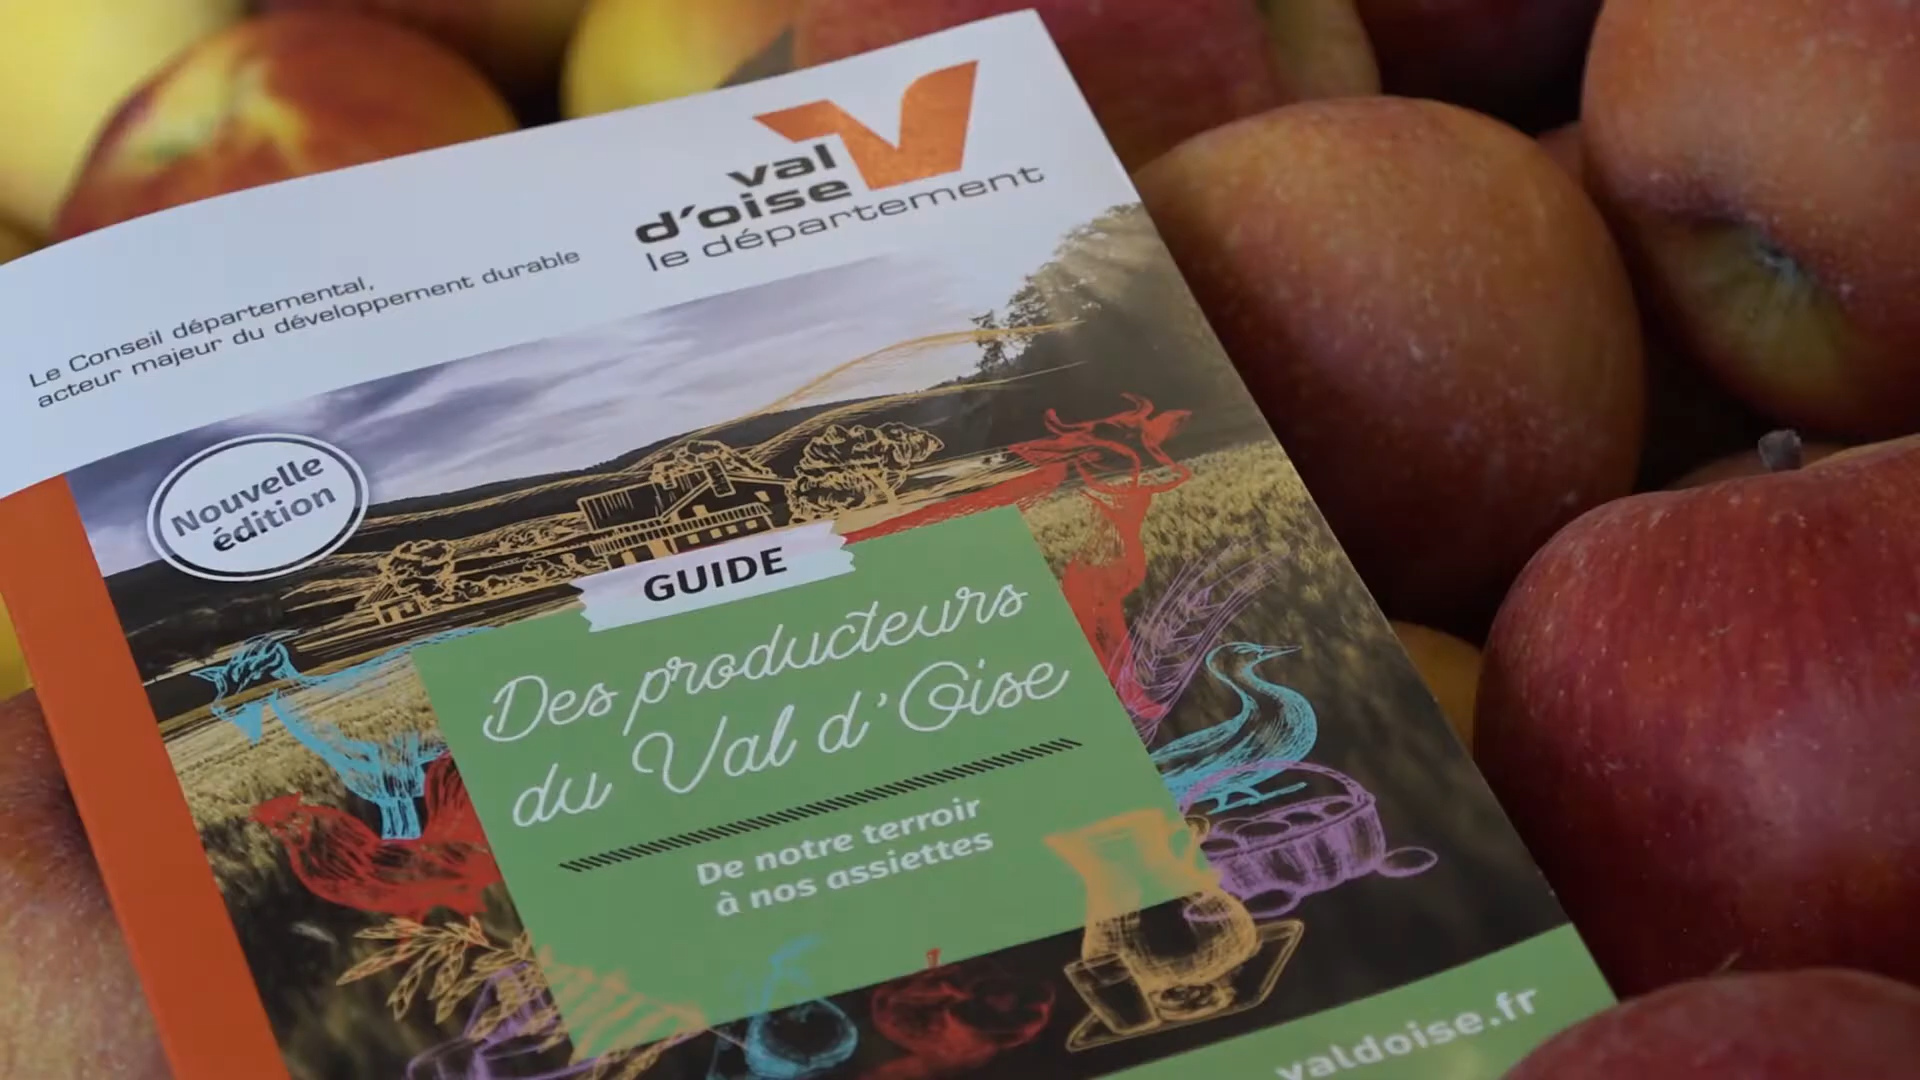 val
d'oise
le département
Le Conseil départemental,
acteur majeur du développement durable
Nouvelle
édition
GUIDE
Des producteurs
du Val d'Oise
De notre terroir
à nos assiettes
valdoise.fr